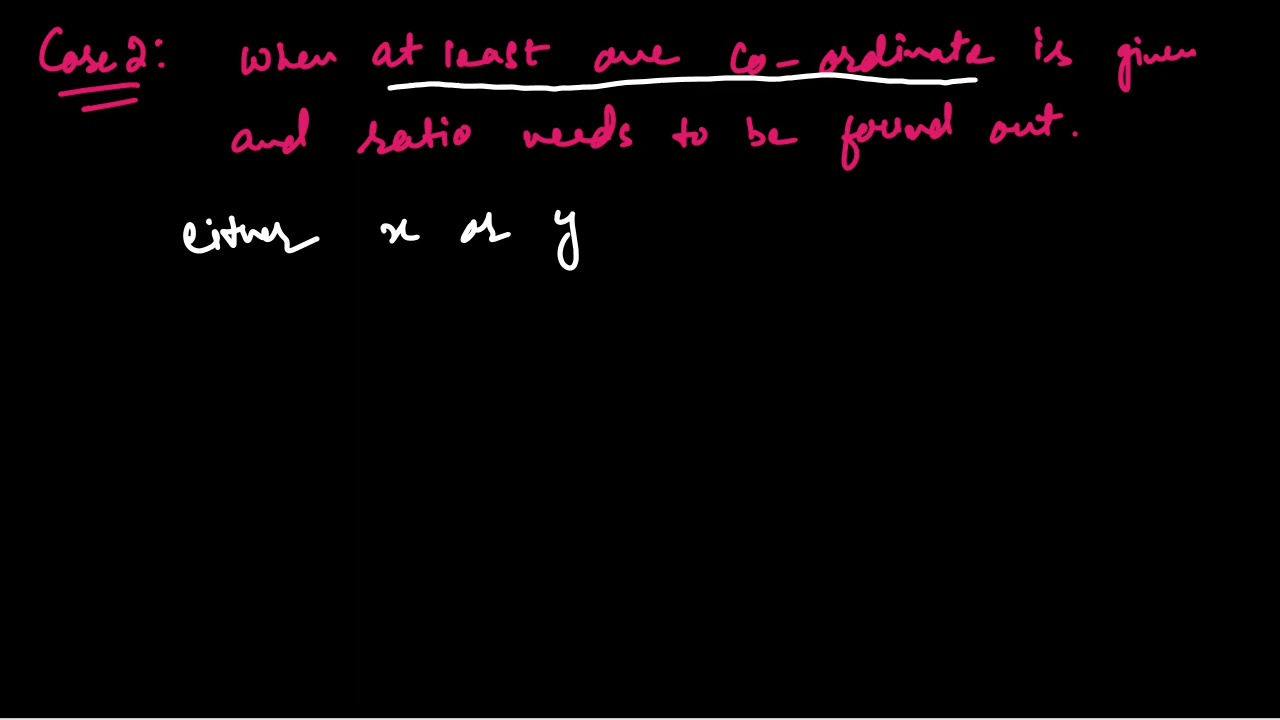 Case 2: when at least one co-ordinate is given
and ratio needs to be found out.
either x or y